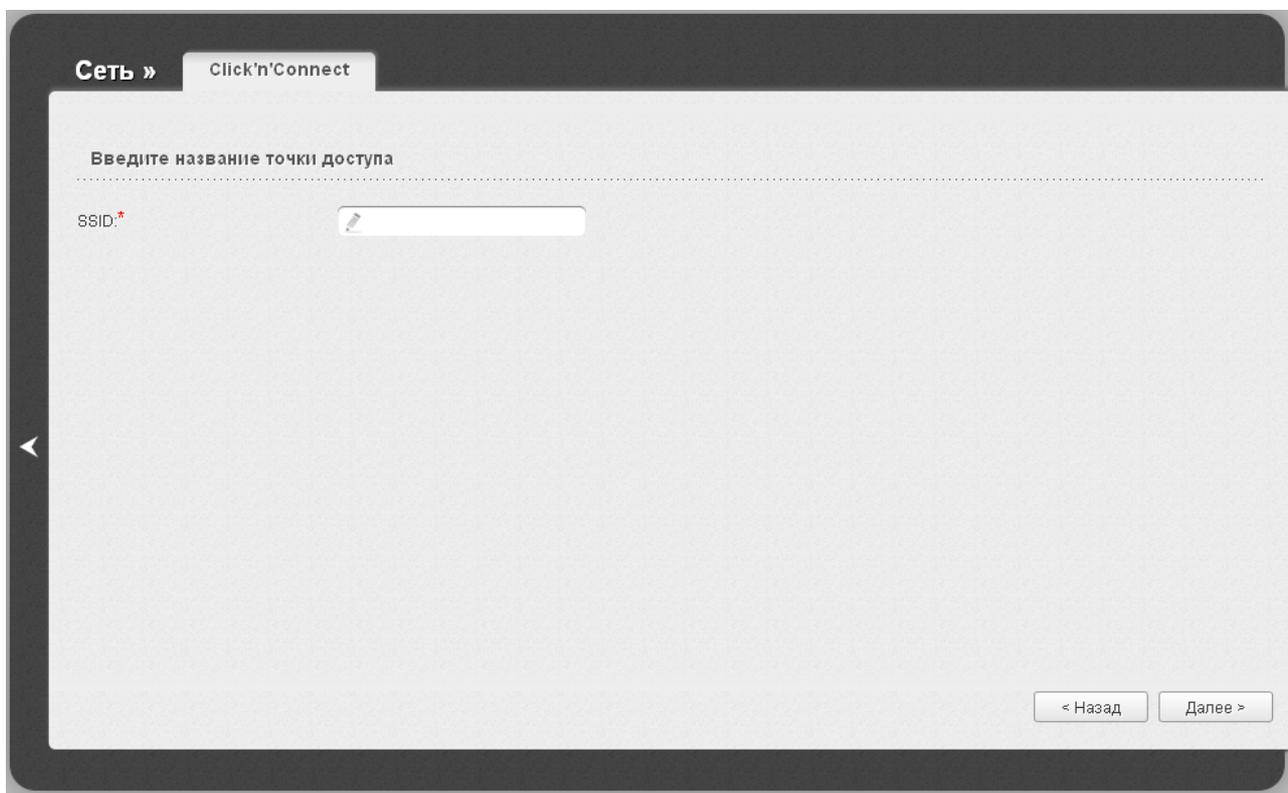 Сеть »
Click'n'Connect
Введите название точки доступа
SSID:*
< Назад
Далее >